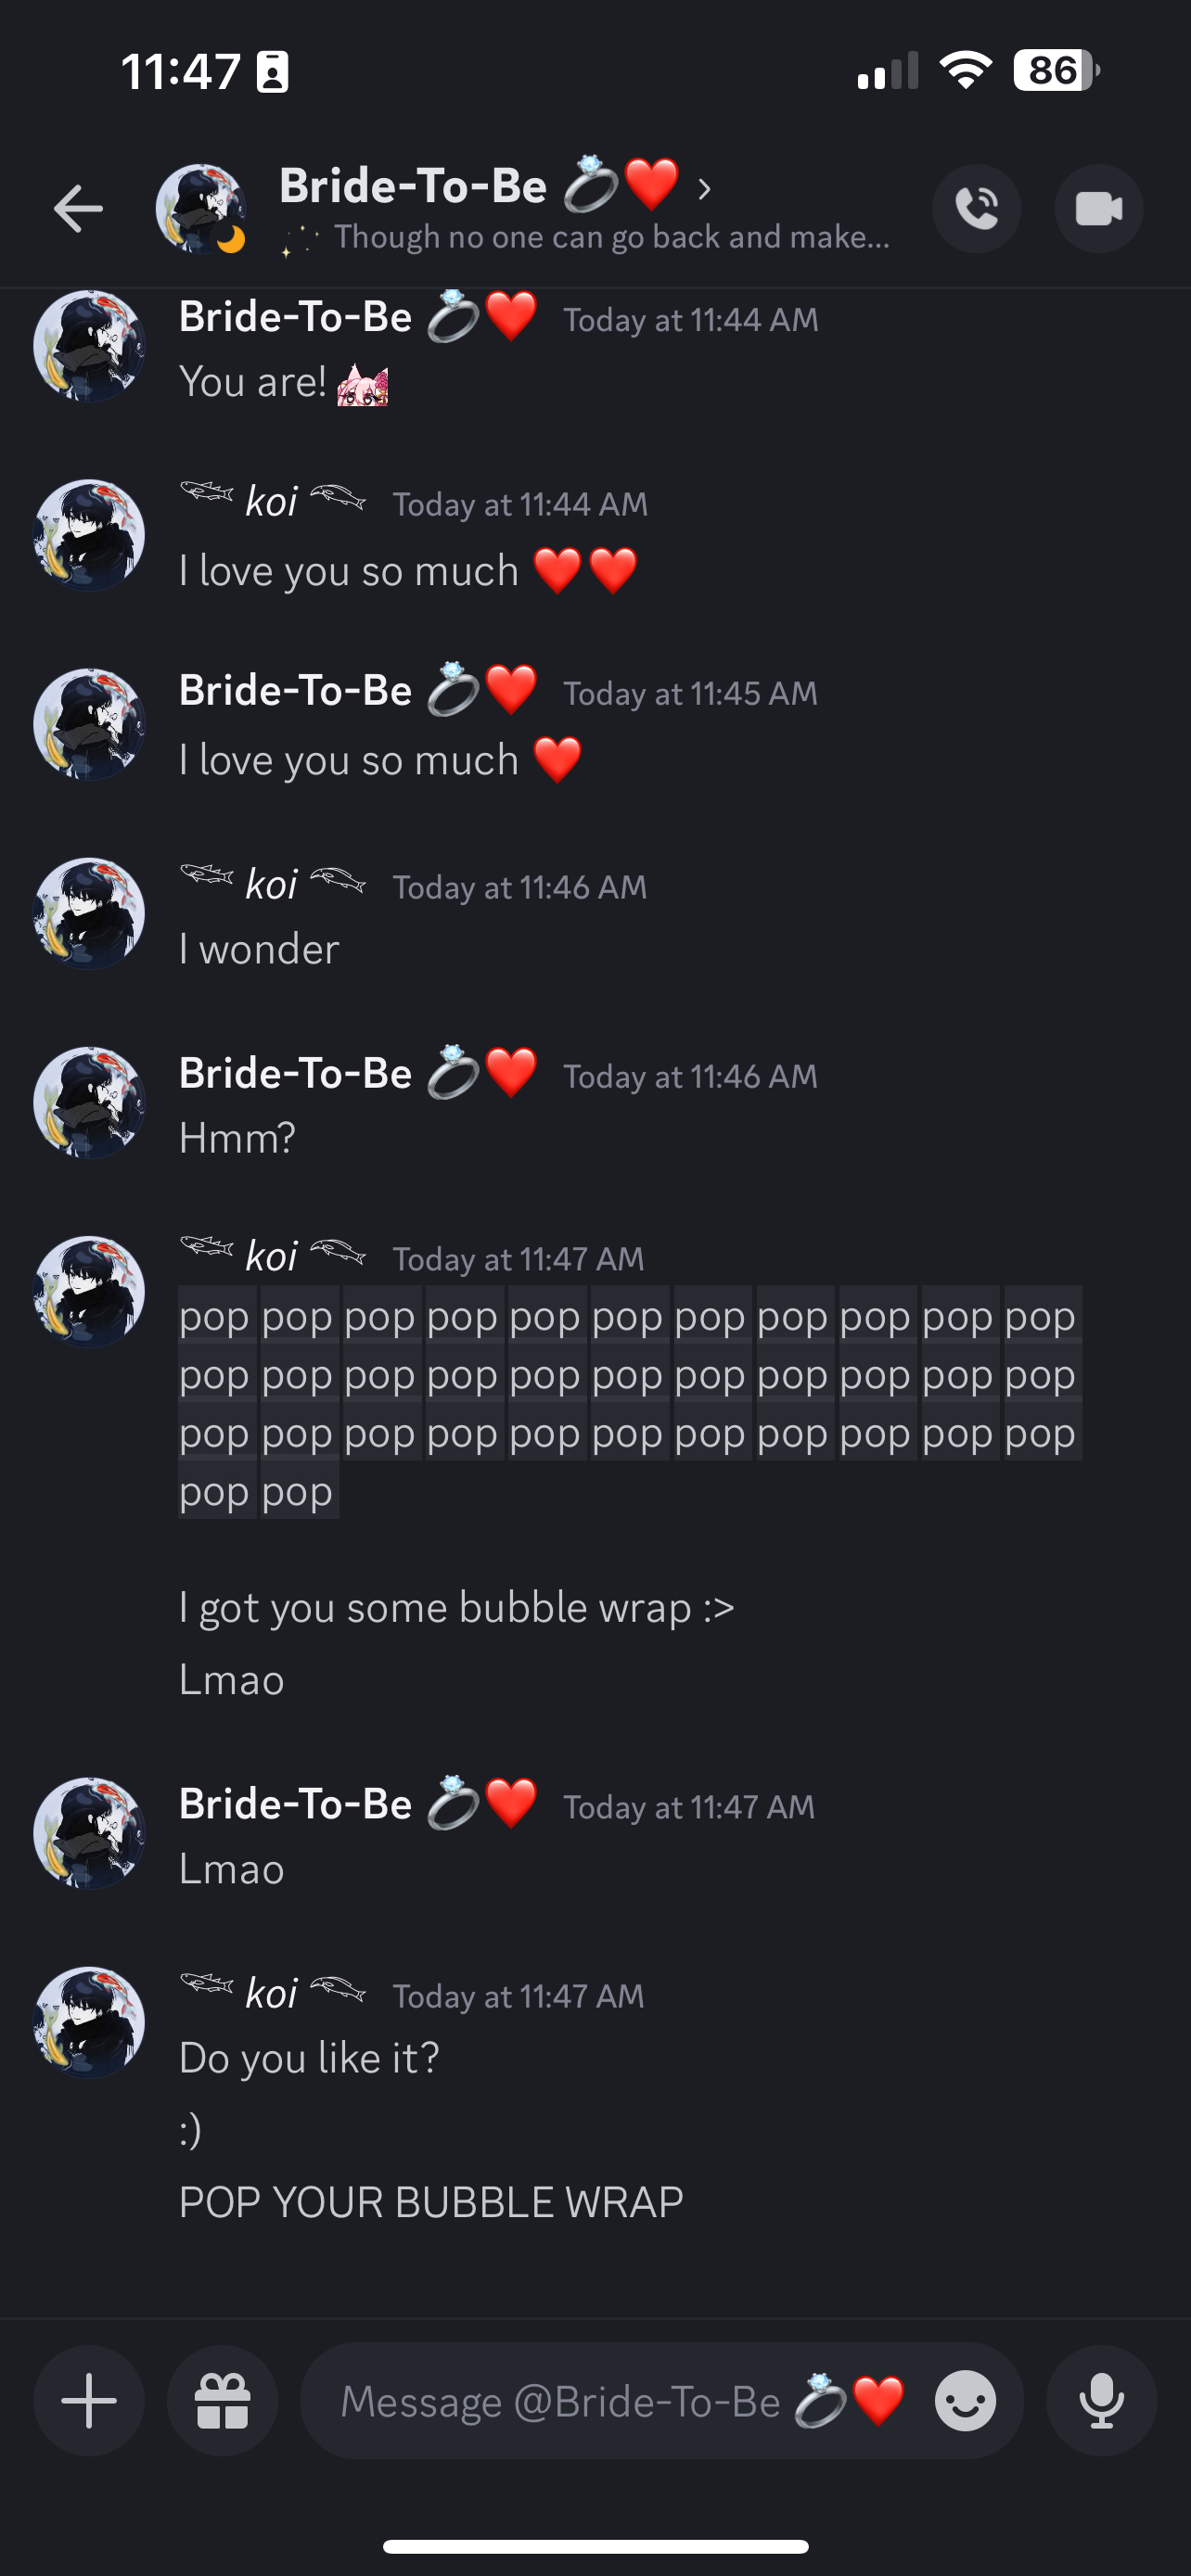 11:47
86
Bride-To-Be 💍❤️ ›
Though no one can go back and make...
Bride-To-Be 💍❤️ Today at 11:44 AM
You are!
koi Today at 11:44 AM
I love you so much ❤️❤️
Bride-To-Be 💍❤️ Today at 11:45 AM
I love you so much ❤️
koi Today at 11:46 AM
I wonder
Bride-To-Be 💍❤️ Today at 11:46 AM
Hmm?
koi Today at 11:47 AM
pop pop pop pop pop pop pop pop pop pop pop
pop pop pop pop pop pop pop pop pop pop pop
pop pop pop pop pop pop pop pop pop pop pop
pop pop
I got you some bubble wrap :>
Lmao
Bride-To-Be 💍❤️ Today at 11:47 AM
Lmao
koi Today at 11:47 AM
Do you like it?
:)
POP YOUR BUBBLE WRAP
Message @Bride-To-Be 💍❤️